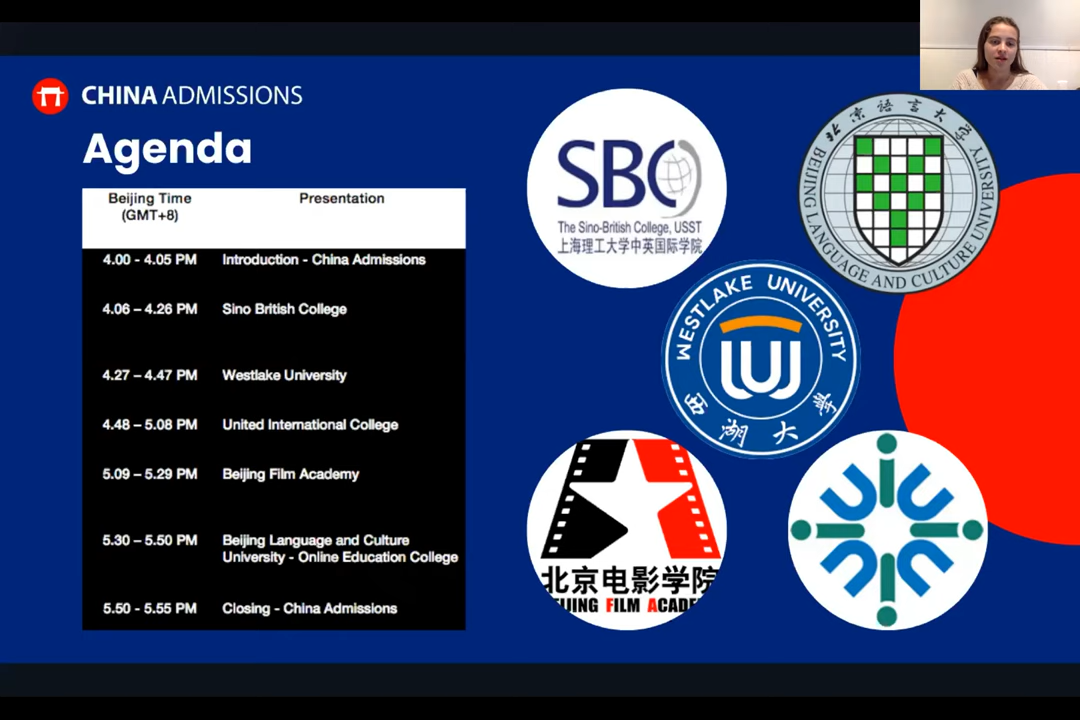 CHINA ADMISSIONS
Agenda
Beijing Time
(GMT+8)
Presentation
4.00 - 4.05 PM Introduction - China Admissions
4.06 – 4.26 PM Sino British College
4.27 – 4.47 PM Westlake University
4.48 - 5.08 PM United International College
5.09 - 5.29 PM Beijing Film Academy
5.30 - 5.50 PM Beijing Language and Culture
University - Online Education College
5.50 - 5.55 PM Closing - China Admissions
SBC
The Sino-British College, USST
上海理工大学中英国际学院
北京语言大学
BEIJING LANGUAGE AND CULTURE UNIVERSITY
WESTLAKE UNIVERSITY
西湖大学
北京电影学院
EIJING FILM ACADE